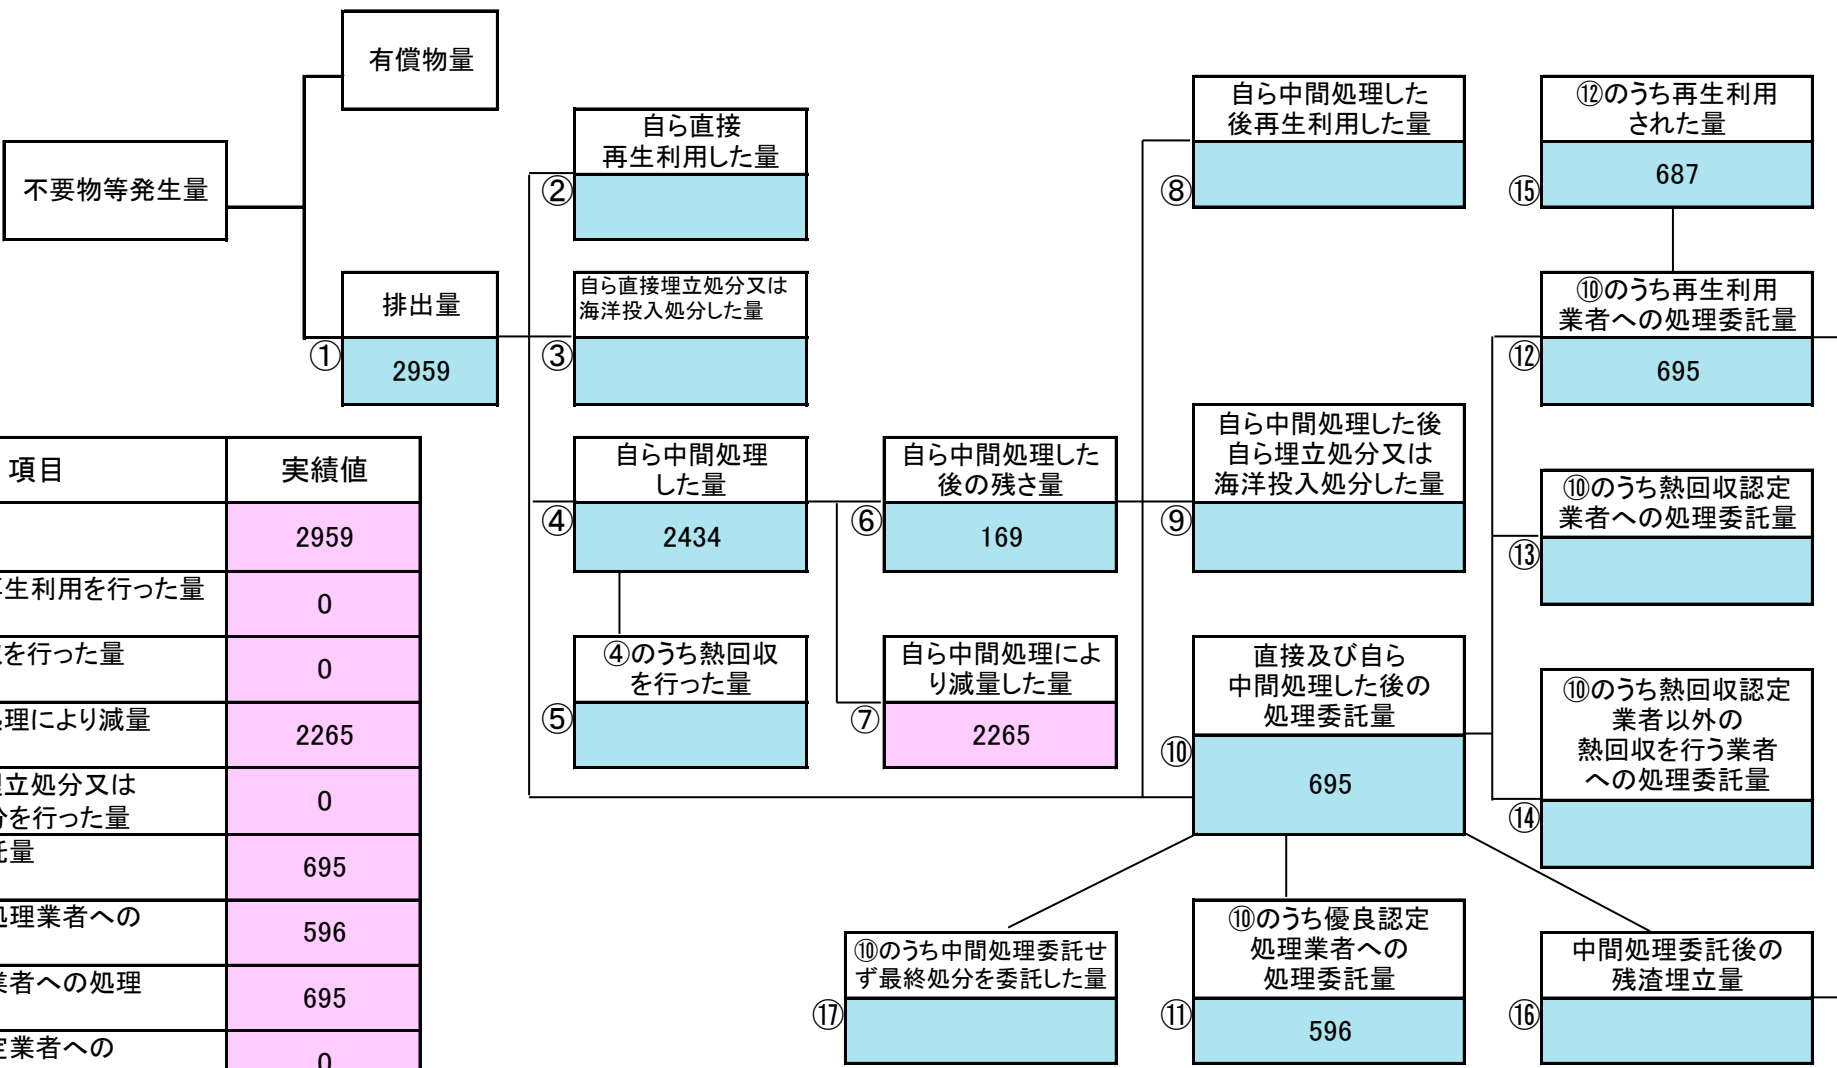 有償物量
不要物等発生量
排出量
①
2959
自ら直接
再生利用した量
②
自ら直接埋立処分又は
海洋投入処分した量
③
自ら中間処理
した量
④
2434
④のうち熱回収
を行った量
⑤
自ら中間処理した
後の残さ量
⑥
169
自ら中間処理によ
り減量した量
⑦
2265
自ら中間処理した
後再生利用した量
⑧
自ら中間処理した後
自ら埋立処分又は
海洋投入処分した量
⑨
直接及び自ら
中間処理した後の
処理委託量
⑩
695
⑩のうち優良認定
処理業者への
処理委託量
⑪
596
⑩のうち再生利用
業者への処理委託量
⑫
695
⑩のうち熱回収認定
業者への処理委託量
⑬
⑩のうち熱回収認定
業者以外の
熱回収を行う業者
への処理委託量
⑭
⑫のうち再生利用
された量
⑮
687
中間処理委託後の
残渣埋立量
⑯
⑩のうち中間処理委託せ
ず最終処分を委託した量
⑰
項目 実績値
2959
生利用を行った量
0
を行った量
0
理により減量
2265
立処分又は
を行った量
0
量
695
処理業者への
596
業者への処理
695
業者への
0